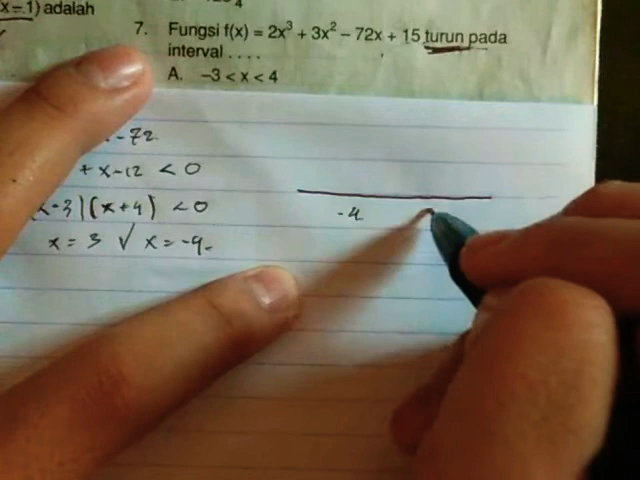 x = 1) adalah
7. Fungsi f(x) = 2x³ + 3x² – 72x + 15 turun pada
interval . . . .
A. –3 < x < 4
-72
+ x-12 < 0
x-3)(x+4) < 0
x = 3 √ x = -4
-4